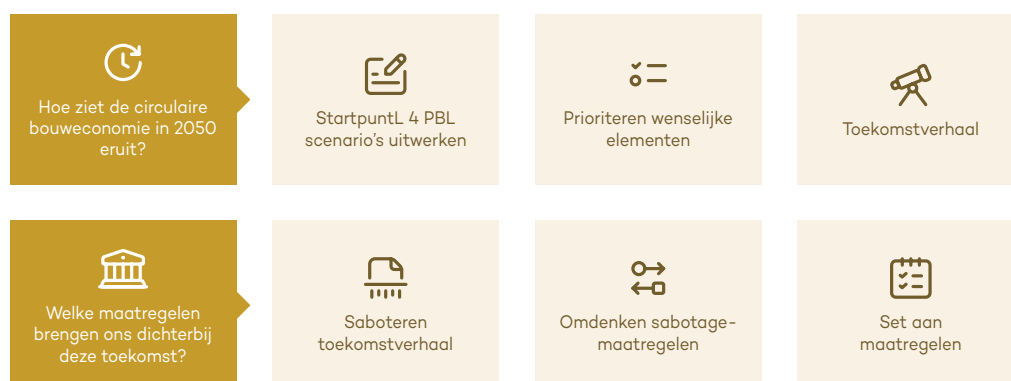 Hoe ziet de circulaire
bouweconomie in 2050
eruit?
StartpuntL 4 PBL
scenario's uitwerken
Prioriteren wenselijke
elementen
Toekomstverhaal
Welke maatregelen
brengen ons dichterbij
deze toekomst?
Saboteren
toekomstverhaal
Omdenken sabotage-
maatregelen
Set aan
maatregelen